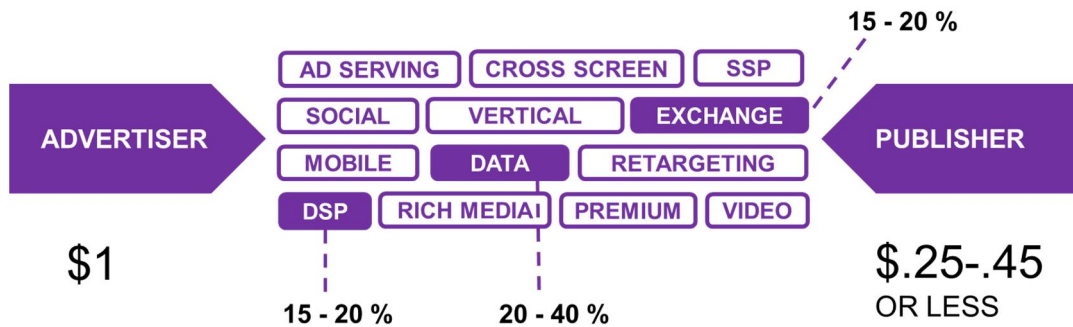 15 - 20 %
AD SERVING CROSS SCREEN SSP
SOCIAL VERTICAL EXCHANGE
ADVERTISER PUBLISHER
MOBILE DATA RETARGETING
DSP RICH MEDIA PREMIUM VIDEO
$1 $.25-.45
OR LESS
15 - 20 % 20 - 40 %